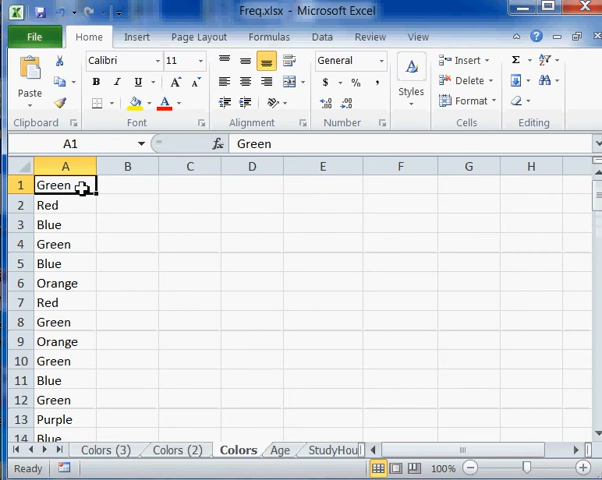 Freq.xlsx - Microsoft Excel
File Home Insert Page Layout Formulas Data Review View
Calibri 11 General Σ Insert
Paste B I U A A $ % , Styles Delete
A Format
Clipboard Font Alignment Number Cells Editing
A1 fx Green
A B C D E F G H
1 Green
2 Red
3 Blue
4 Green
5 Blue
6 Orange
7 Red
8 Green
9 Orange
10 Green
11 Blue
12 Green
13 Purple
14 Blue
Colors (3) Colors (2) Colors Age StudyHou
Ready 100%